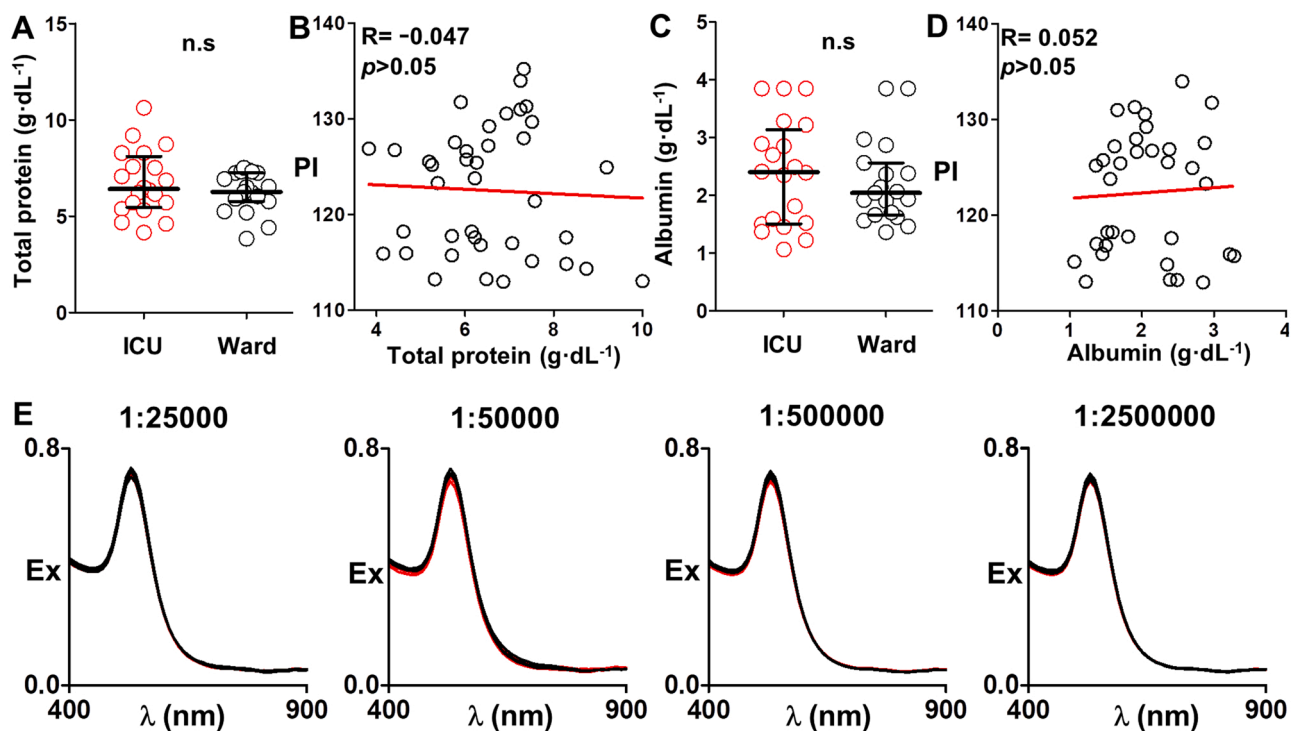 A
Total protein (g·dL⁻¹)
15
10
5
0
n.s
ICU
Ward
B
R= −0.047
p>0.05
PI
140
130
120
110
4
6
8
10
Total protein (g·dL⁻¹)
C
Albumin (g·dL⁻¹)
5
4
3
2
1
0
n.s
ICU
Ward
D
R= 0.052
p>0.05
PI
140
130
120
110
0
1
2
3
4
Albumin (g·dL⁻¹)
E
1:25000
0.8
Ex
0.0
400
λ (nm)
900
1:50000
0.8
Ex
0.0
400
λ (nm)
900
1:500000
0.8
Ex
0.0
400
λ (nm)
900
1:2500000
0.8
Ex
0.0
400
λ (nm)
900